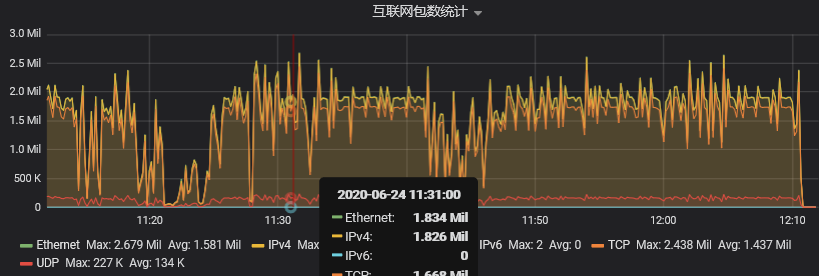 互联网包数统计
3.0 Mil
2.5 Mil
2.0 Mil
1.5 Mil
1.0 Mil
500 K
0
11:20
11:30
11:50
12:00
12:10
2020-06-24 11:31:00
Ethernet: 1.834 Mil
IPv4: 1.826 Mil
IPv6: 0
TCP: 1.668 Mil
Ethernet Max: 2.679 Mil Avg: 1.581 Mil IPv4 Max IPv6 Max: 2 Avg: 0 TCP Max: 2.438 Mil Avg: 1.437 Mil
UDP Max: 227 K Avg: 134 K